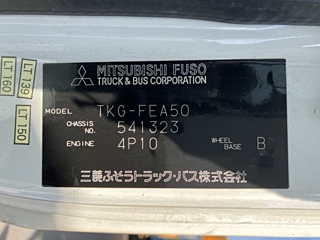 MITSUBISHI FUSO
TRUCK & BUS CORPORATION
MODEL TKG-FEA50
CHASSIS NO. 541323
ENGINE 4P10 WHEEL BASE B
三菱ふそうトラック・バス株式会社
LT 139
LT 160
LT 150